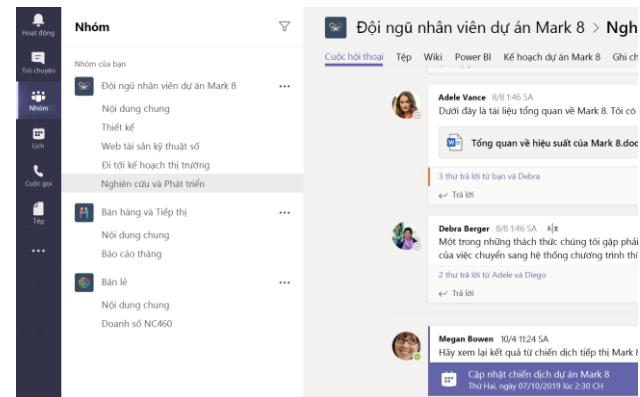 Hoạt động
Trò chuyện
Nhóm
Lịch
Cuộc gọi
Tệp
Nhóm
Nhóm của bạn
Đội ngũ nhân viên dự án Mark 8
Nội dung chung
Thiết kế
Web tài sản kỹ thuật số
Đi tới kế hoạch thị trường
Nghiên cứu và Phát triển
Bán hàng và Tiếp thị
Nội dung chung
Báo cáo tháng
Bán lẻ
Nội dung chung
Doanh số NC460
Đội ngũ nhân viên dự án Mark 8 > Ngh
Cuộc hội thoại Tệp Wiki Power BI Kế hoạch dự án Mark 8 Ghi ch
Adele Vance 8/8 1:46 SA
Dưới đây là tài liệu tổng quan về Mark 8. Tôi có
Tổng quan về hiệu suất của Mark 8.doc
3 thư trả lời từ bạn và Debra
Trả lời
Debra Berger 8/8 1:46 SA
Một trong những thách thức chúng tôi gặp phải
của việc chuyển sang hệ thống chương trình thí
2 thư trả lời từ Adele và Diego
Trả lời
Megan Bowen 10/4 11:24 SA
Hãy xem lại kết quả từ chiến dịch tiếp thị Mark 8
Cập nhật chiến dịch dự án Mark 8
Thứ Hai, ngày 07/10/2019 lúc 2:30 CH